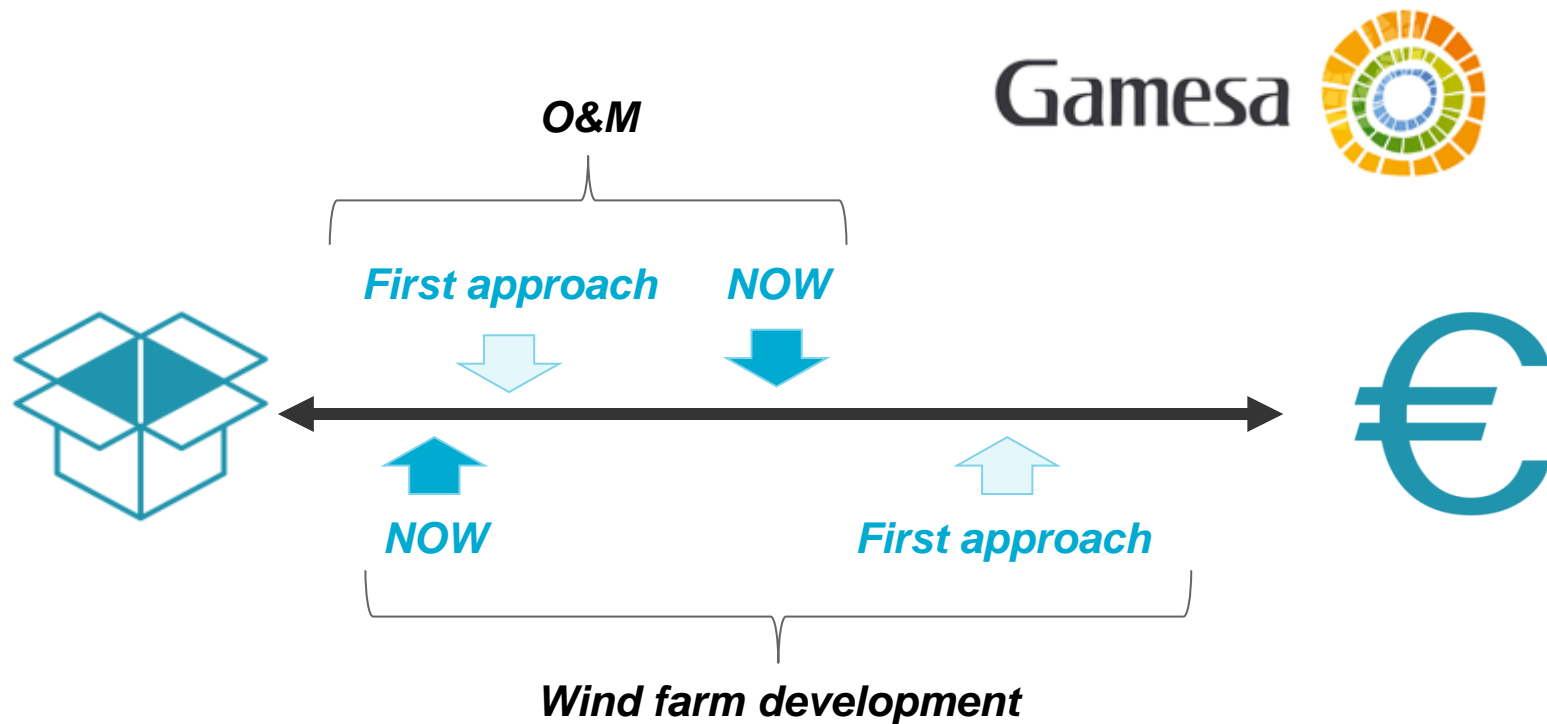 Gamesa
O&M
First approach NOW
€
NOW First approach
Wind farm development